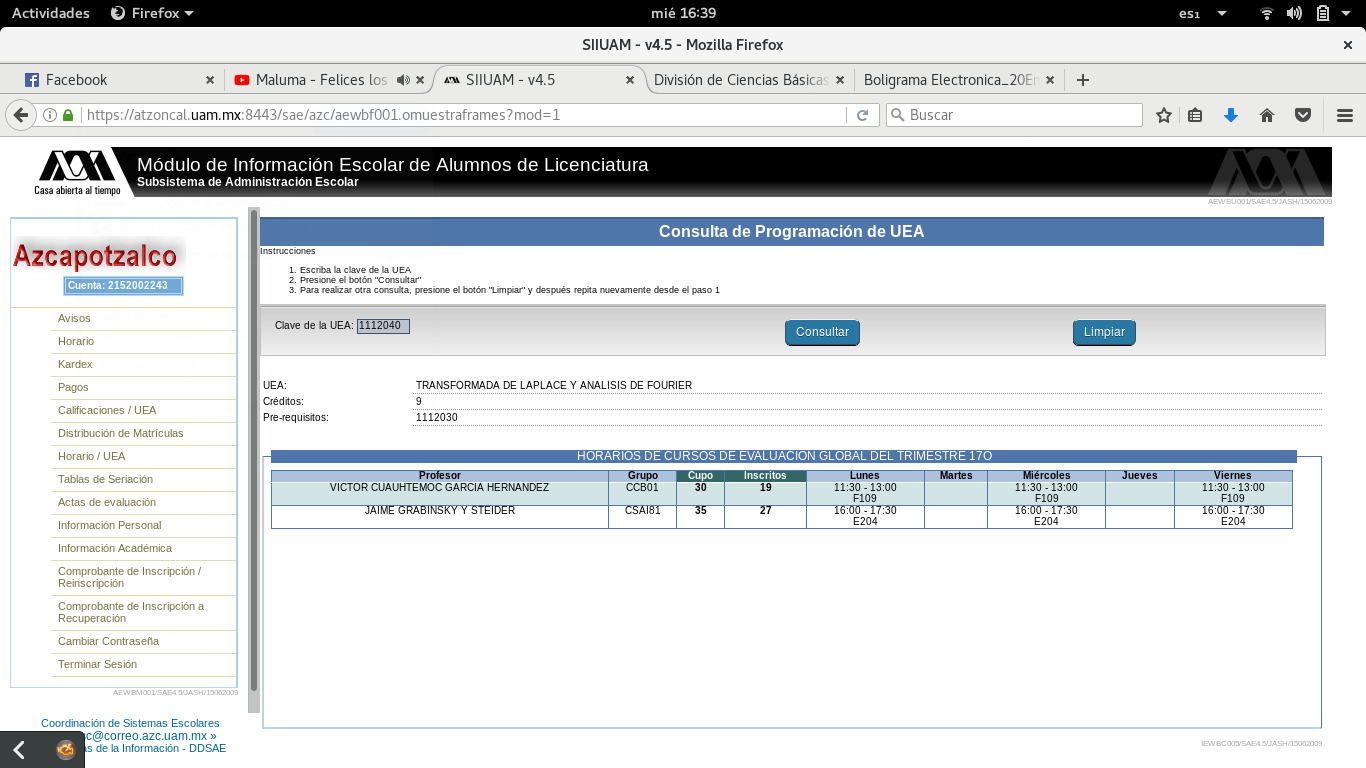 Actividades Firefox mié 16:39 es₁
SIIUAM - v4.5 - Mozilla Firefox
Facebook Maluma - Felices los SIIUAM - v4.5 División de Ciencias Básicas Boligrama Electronica_20En
https://atzoncal.uam.mx:8443/sae/azc/aewbf001.omuestraframes?mod=1 Buscar
Módulo de Información Escolar de Alumnos de Licenciatura
Subsistema de Administración Escolar
Casa abierta al tiempo
AEWBU001/SAE4.5/JASH/15062009
Azcapotzalco
Cuenta: 2152002243
Avisos
Horario
Kardex
Pagos
Calificaciones / UEA
Distribución de Matrículas
Horario / UEA
Tablas de Seriación
Actas de evaluación
Información Personal
Información Académica
Comprobante de Inscripción /
Reinscripción
Comprobante de Inscripción a
Recuperación
Cambiar Contraseña
Terminar Sesión
AEWBM001/SAE4.5/JASH/15062009
Coordinación de Sistemas Escolares
sc@correo.azc.uam.mx »
as de la Información - DDSAE
Consulta de Programación de UEA
Instrucciones
1. Escriba la clave de la UEA
2. Presione el botón "Consultar"
3. Para realizar otra consulta, presione el botón "Limpiar" y después repita nuevamente desde el paso 1
Clave de la UEA: 1112040 Consultar Limpiar
UEA: TRANSFORMADA DE LAPLACE Y ANALISIS DE FOURIER
Créditos: 9
Pre-requisitos: 1112030
HORARIOS DE CURSOS DE EVALUACION GLOBAL DEL TRIMESTRE 17O
Profesor Grupo Cupo Inscritos Lunes Martes Miércoles Jueves Viernes
VICTOR CUAUHTEMOC GARCIA HERNANDEZ CCB01 30 19 11:30 - 13:00 11:30 - 13:00 11:30 - 13:00
F109 F109 F109
JAIME GRABINSKY Y STEIDER CSAI81 35 27 16:00 - 17:30 16:00 - 17:30 16:00 - 17:30
E204 E204 E204
IEWBC005/SAE4.5/JASH/15062009